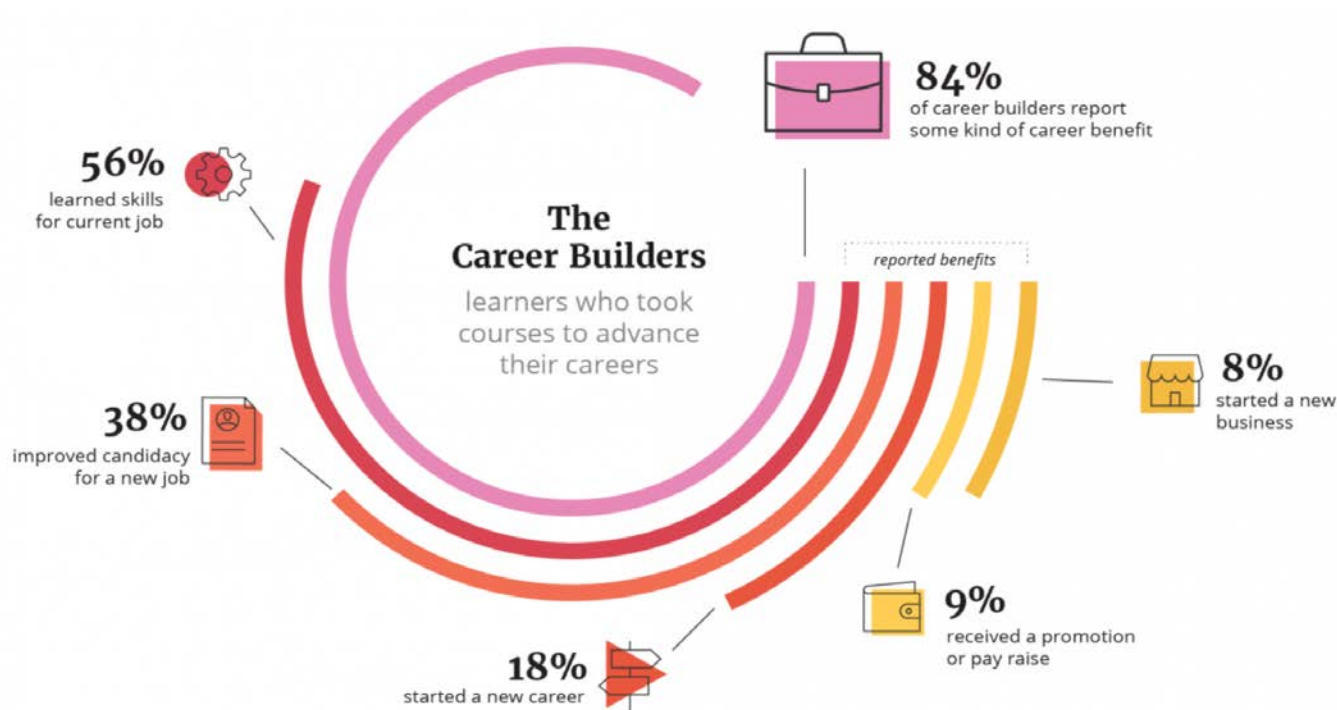 84%
of career builders report
some kind of career benefit
56%
learned skills
for current job
The
Career Builders
learners who took
courses to advance
their careers
reported benefits
8%
started a new
business
38%
improved candidacy
for a new job
9%
received a promotion
or pay raise
18%
started a new career